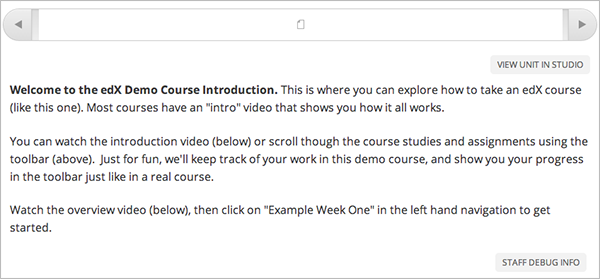 VIEW UNIT IN STUDIO
Welcome to the edX Demo Course Introduction. This is where you can explore how to take an edX course
(like this one). Most courses have an "intro" video that shows you how it all works.
You can watch the introduction video (below) or scroll though the course studies and assignments using the
toolbar (above).  Just for fun, we'll keep track of your work in this demo course, and show you your progress
in the toolbar just like in a real course.
Watch the overview video (below), then click on "Example Week One" in the left hand navigation to get
started.
STAFF DEBUG INFO